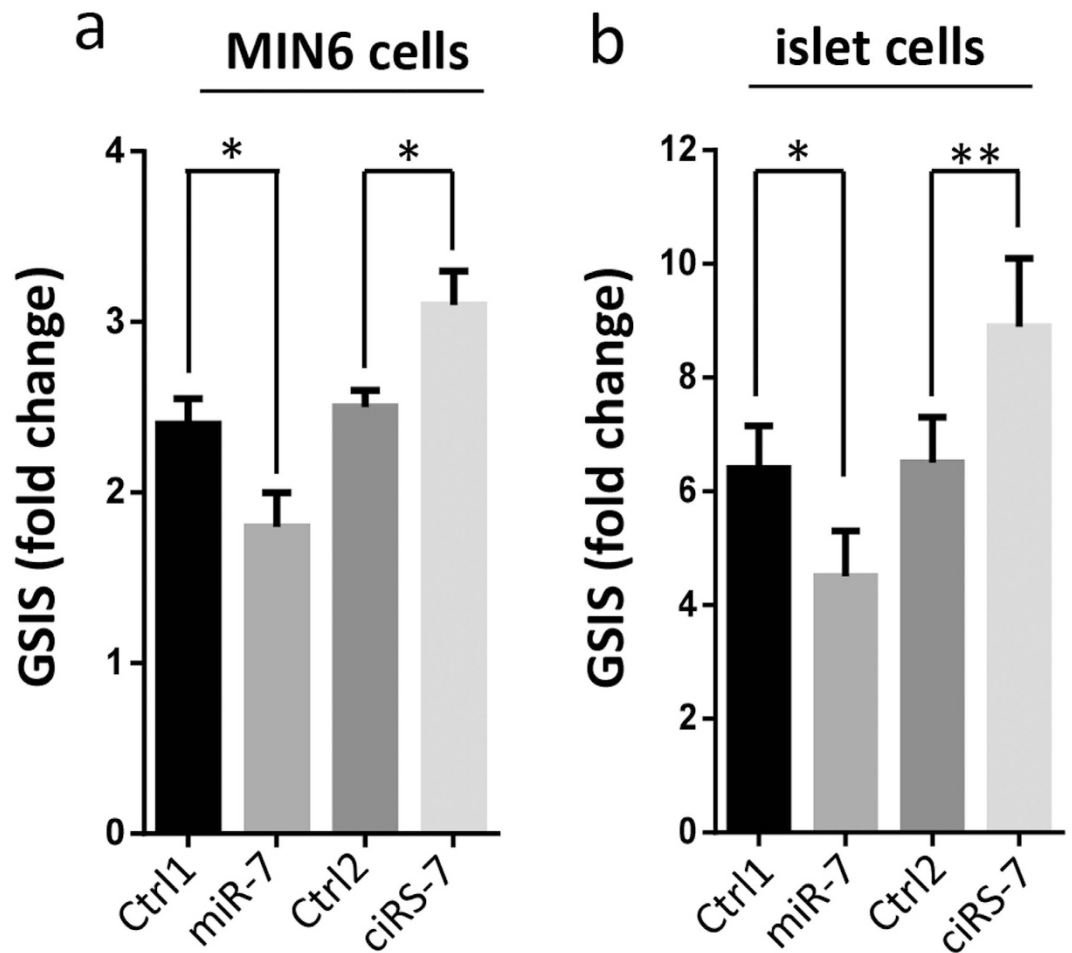 a
MIN6 cells
GSIS (fold change)
4
3
2
1
0
*
*
Ctrl1
miR-7
Ctrl2
ciRS-7
b
islet cells
GSIS (fold change)
12
10
8
6
4
2
0
*
**
Ctrl1
miR-7
Ctrl2
ciRS-7